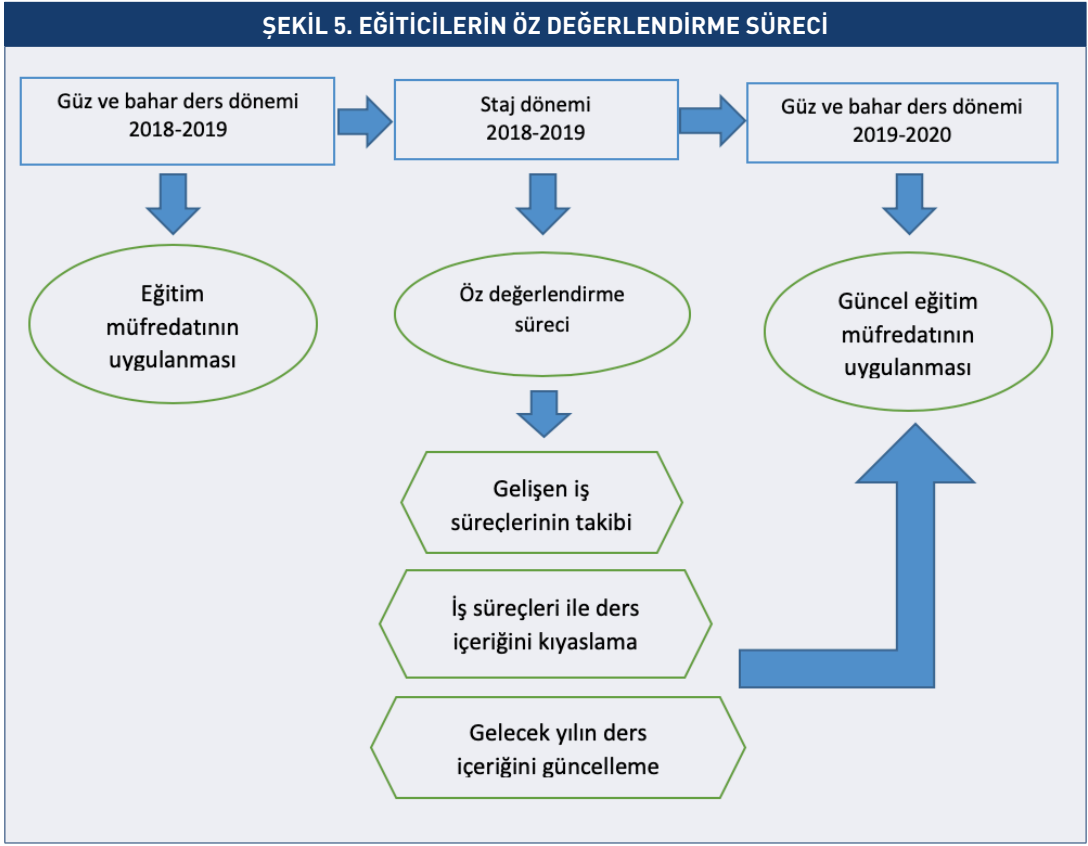 ŞEKİL 5. EĞİTİCİLERİN ÖZ DEĞERLENDİRME SÜRECİ
Güz ve bahar ders dönemi
2018-2019
Staj dönemi
2018-2019
Güz ve bahar ders dönemi
2019-2020
Eğitim
müfredatının
uygulanması
Öz değerlendirme
süreci
Güncel eğitim
müfredatının
uygulanması
Gelişen iş
süreçlerinin takibi
İş süreçleri ile ders
içeriğini kıyaslama
Gelecek yılın ders
içeriğini güncelleme